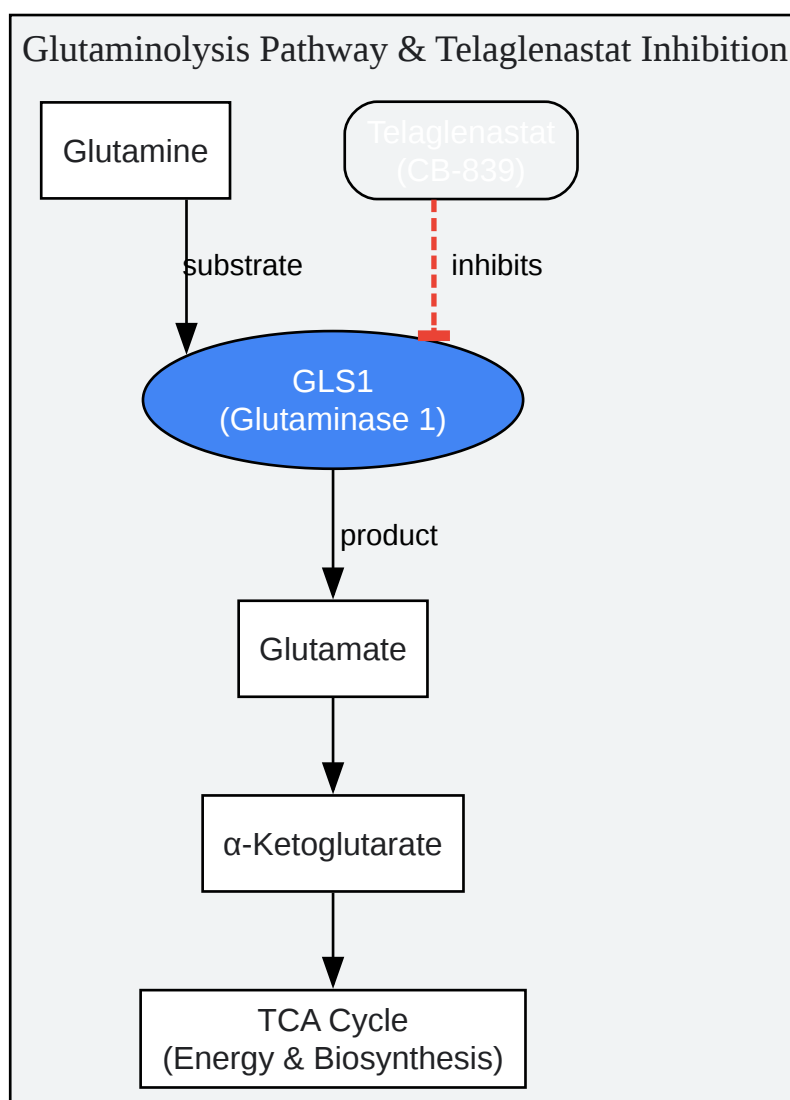 Glutaminolysis Pathway & Telaglenastat Inhibition
Glutamine
Telaglenastat
(CB-839)
substrate
inhibits
GLS1
(Glutaminase 1)
product
Glutamate
α-Ketoglutarate
TCA Cycle
(Energy & Biosynthesis)